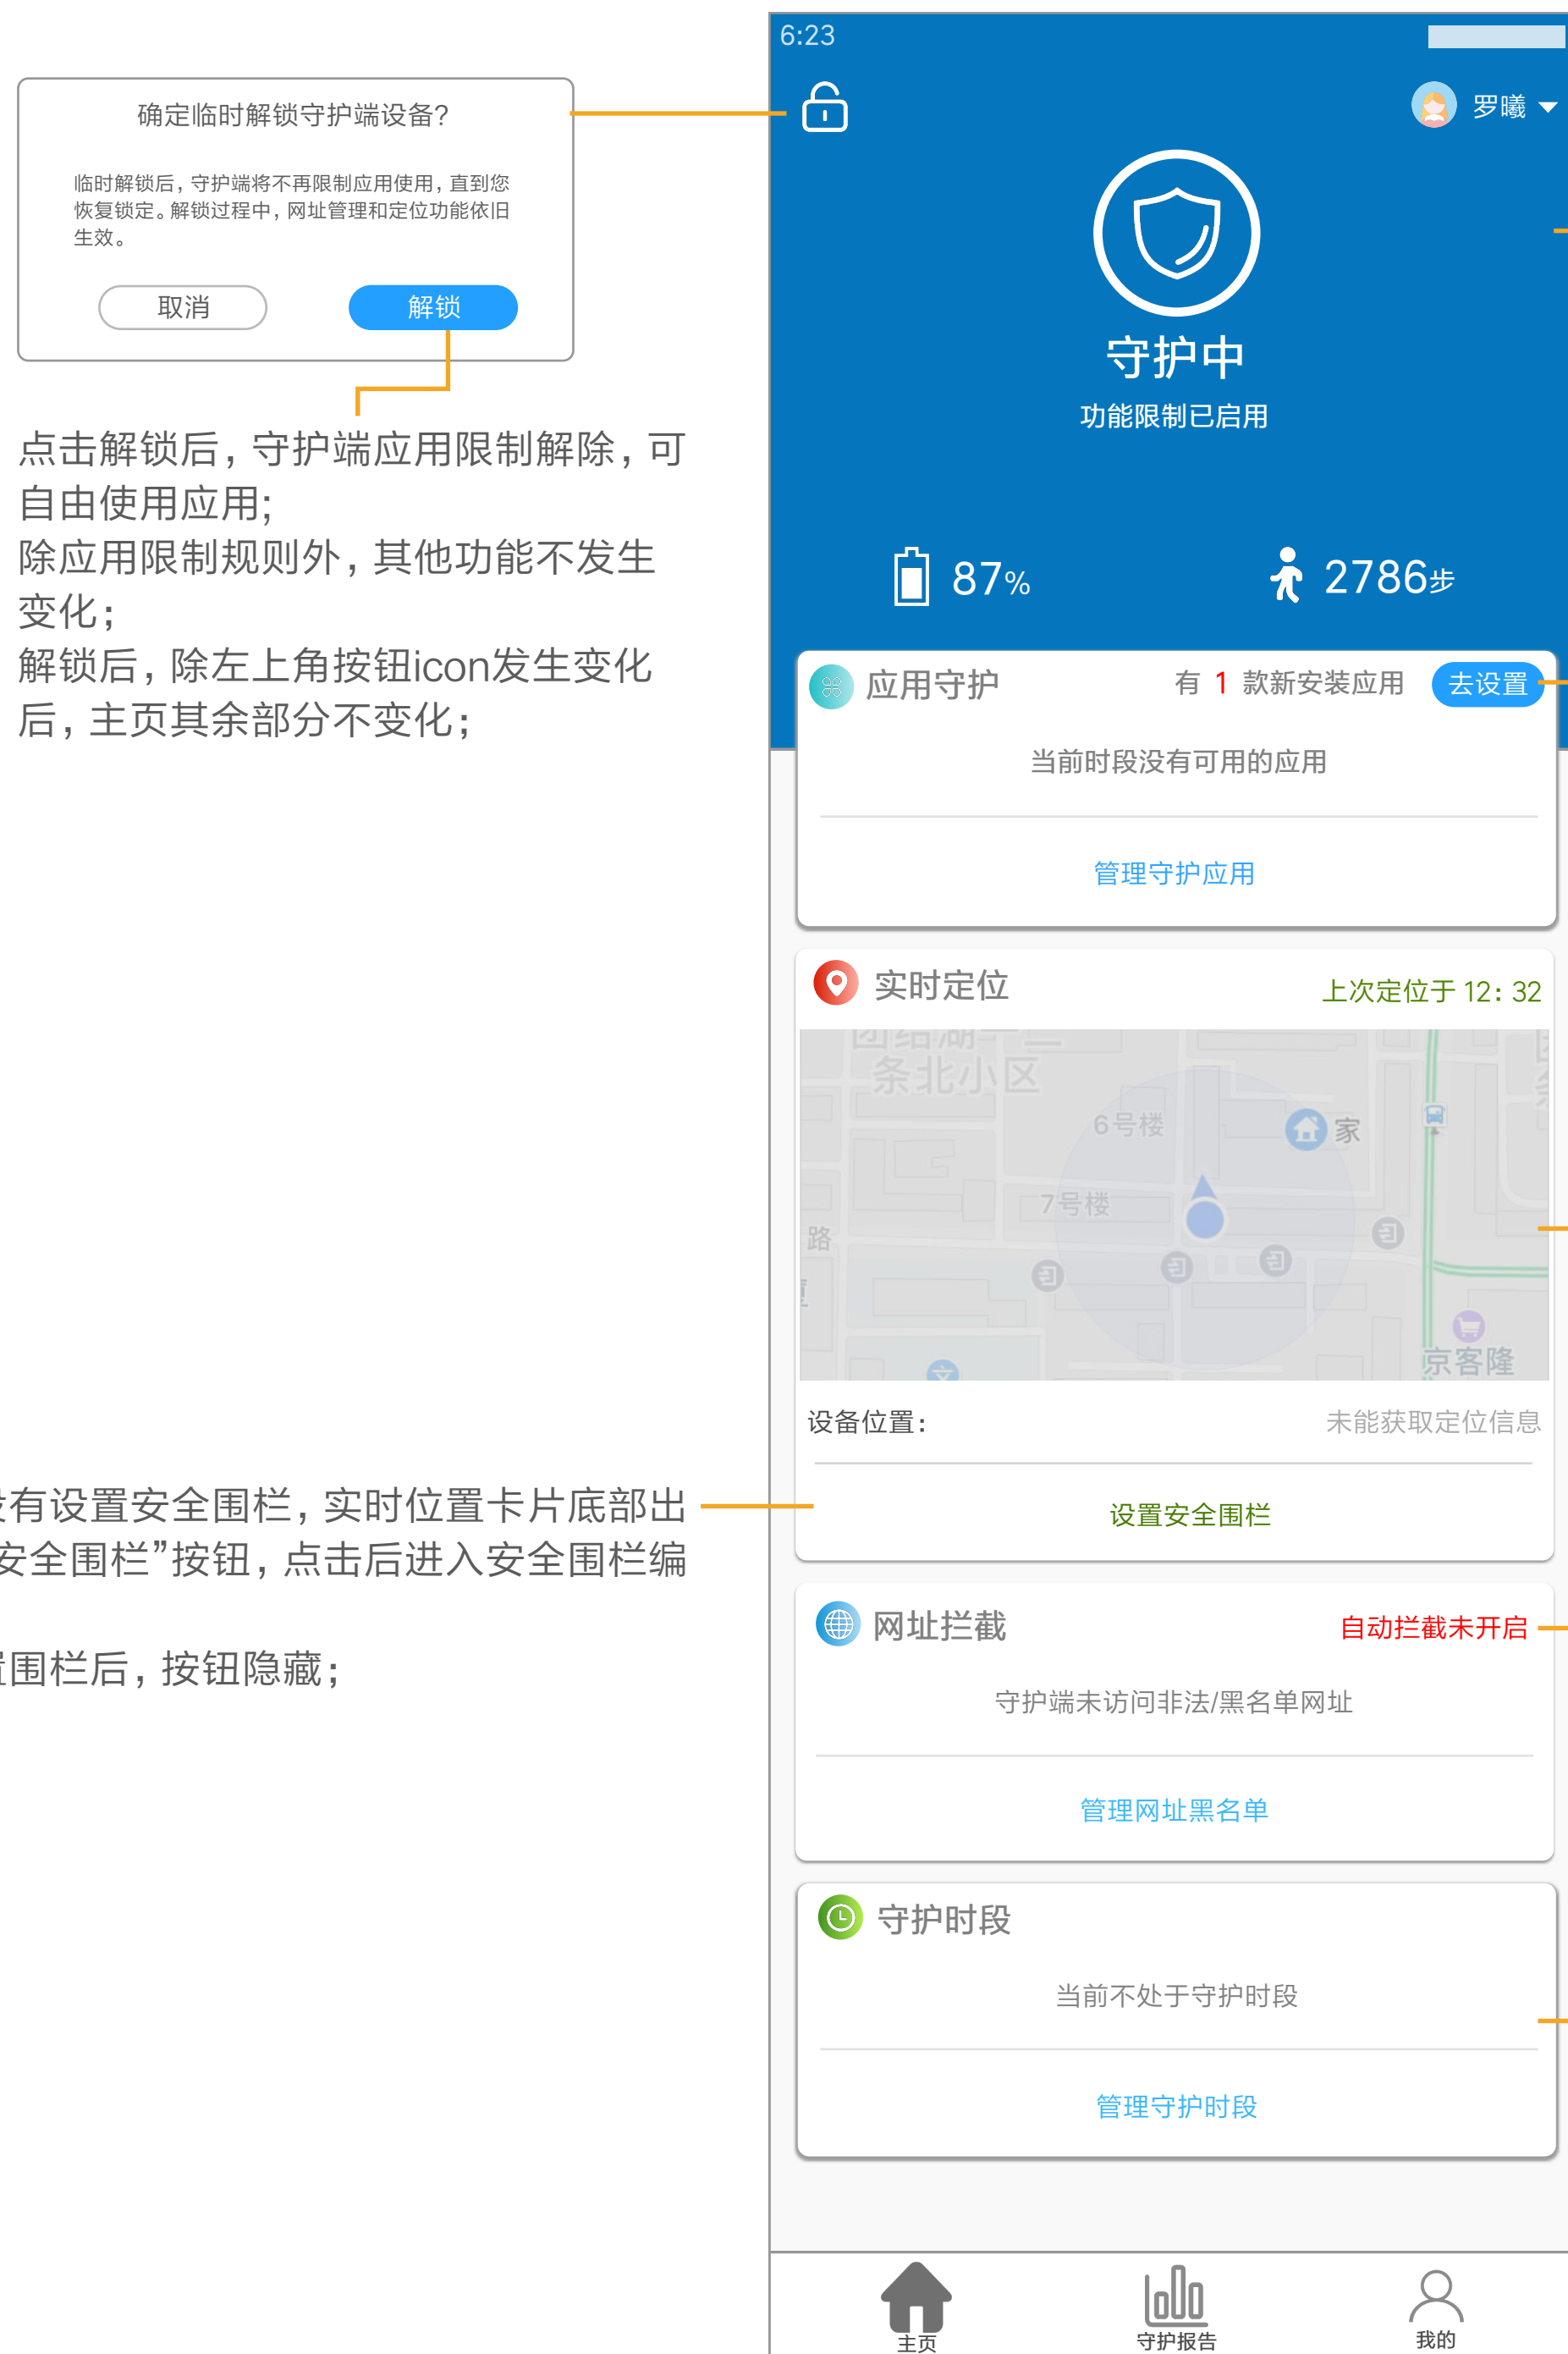 确定临时解锁守护端设备?
临时解锁后，守护端将不再限制应用使用，直到您
恢复锁定。解锁过程中，网址管理和定位功能依旧
生效。
取消
解锁
点击解锁后，守护端应用限制解除，可
自由使用应用;
除应用限制规则外，其他功能不发生
变化；
解锁后，除左上角按钮icon发生变化
后，主页其余部分不变化；
没有设置安全围栏，实时位置卡片底部出
安全围栏”按钮，点击后进入安全围栏编
置围栏后，按钮隐藏；
6:23
罗曦
守护中
功能限制已启用
87%
2786步
应用守护
有 1 款新安装应用
去设置
当前时段没有可用的应用
管理守护应用
实时定位
上次定位于 12：32
团结湖一二
条北小区
6号楼
家
7号楼
路
文
京客隆
设备位置：
未能获取定位信息
设置安全围栏
网址拦截
自动拦截未开启
守护端未访问非法/黑名单网址
管理网址黑名单
守护时段
当前不处于守护时段
管理守护时段
主页
守护报告
我的